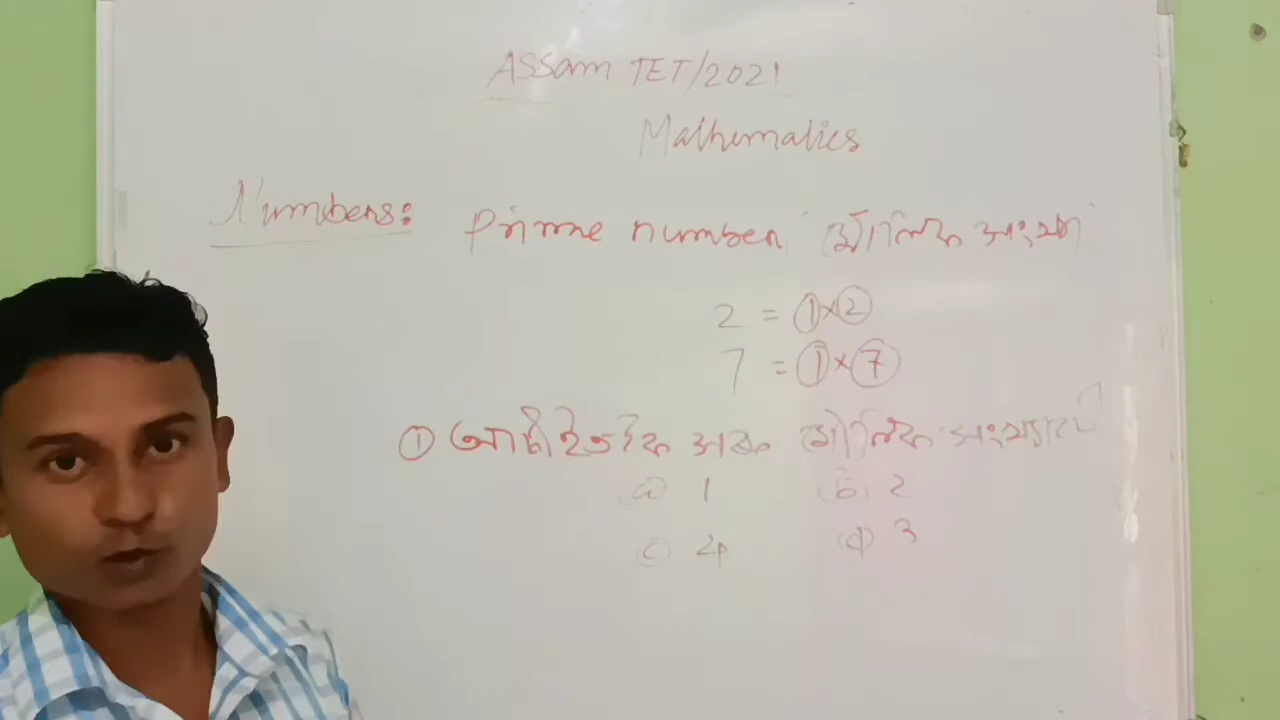 Assam TET/2021
Mathematics
Numbers: Prime number মৌলিক সংখ্যা
2 = 1×2
7 = 1×7
① আটাইতকৈ সৰু মৌলিক সংখ্যাটো
(a) 1 (b) 2
(c) 4 (d) 3